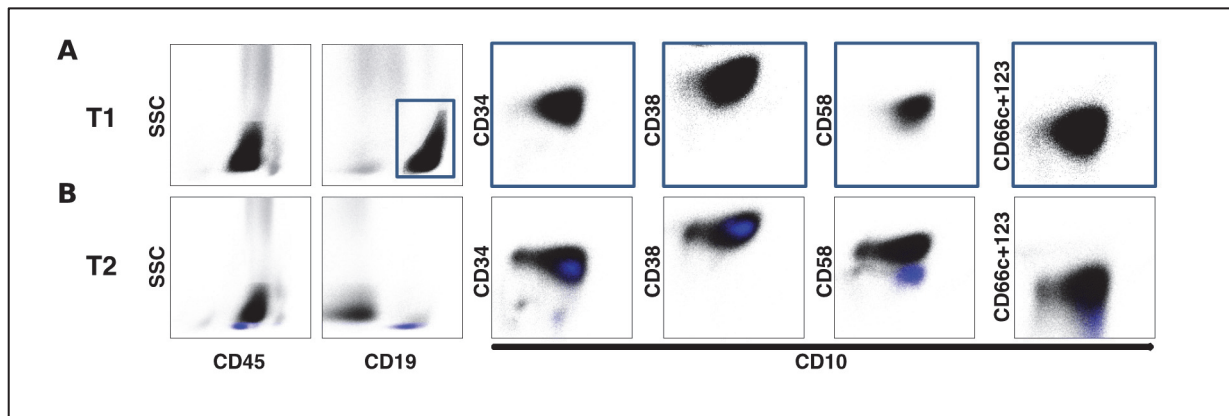 A
T1
SSC
CD34
CD38
CD58
CD66c+123
B
T2
SSC
CD34
CD38
CD58
CD66c+123
CD45
CD19
CD10